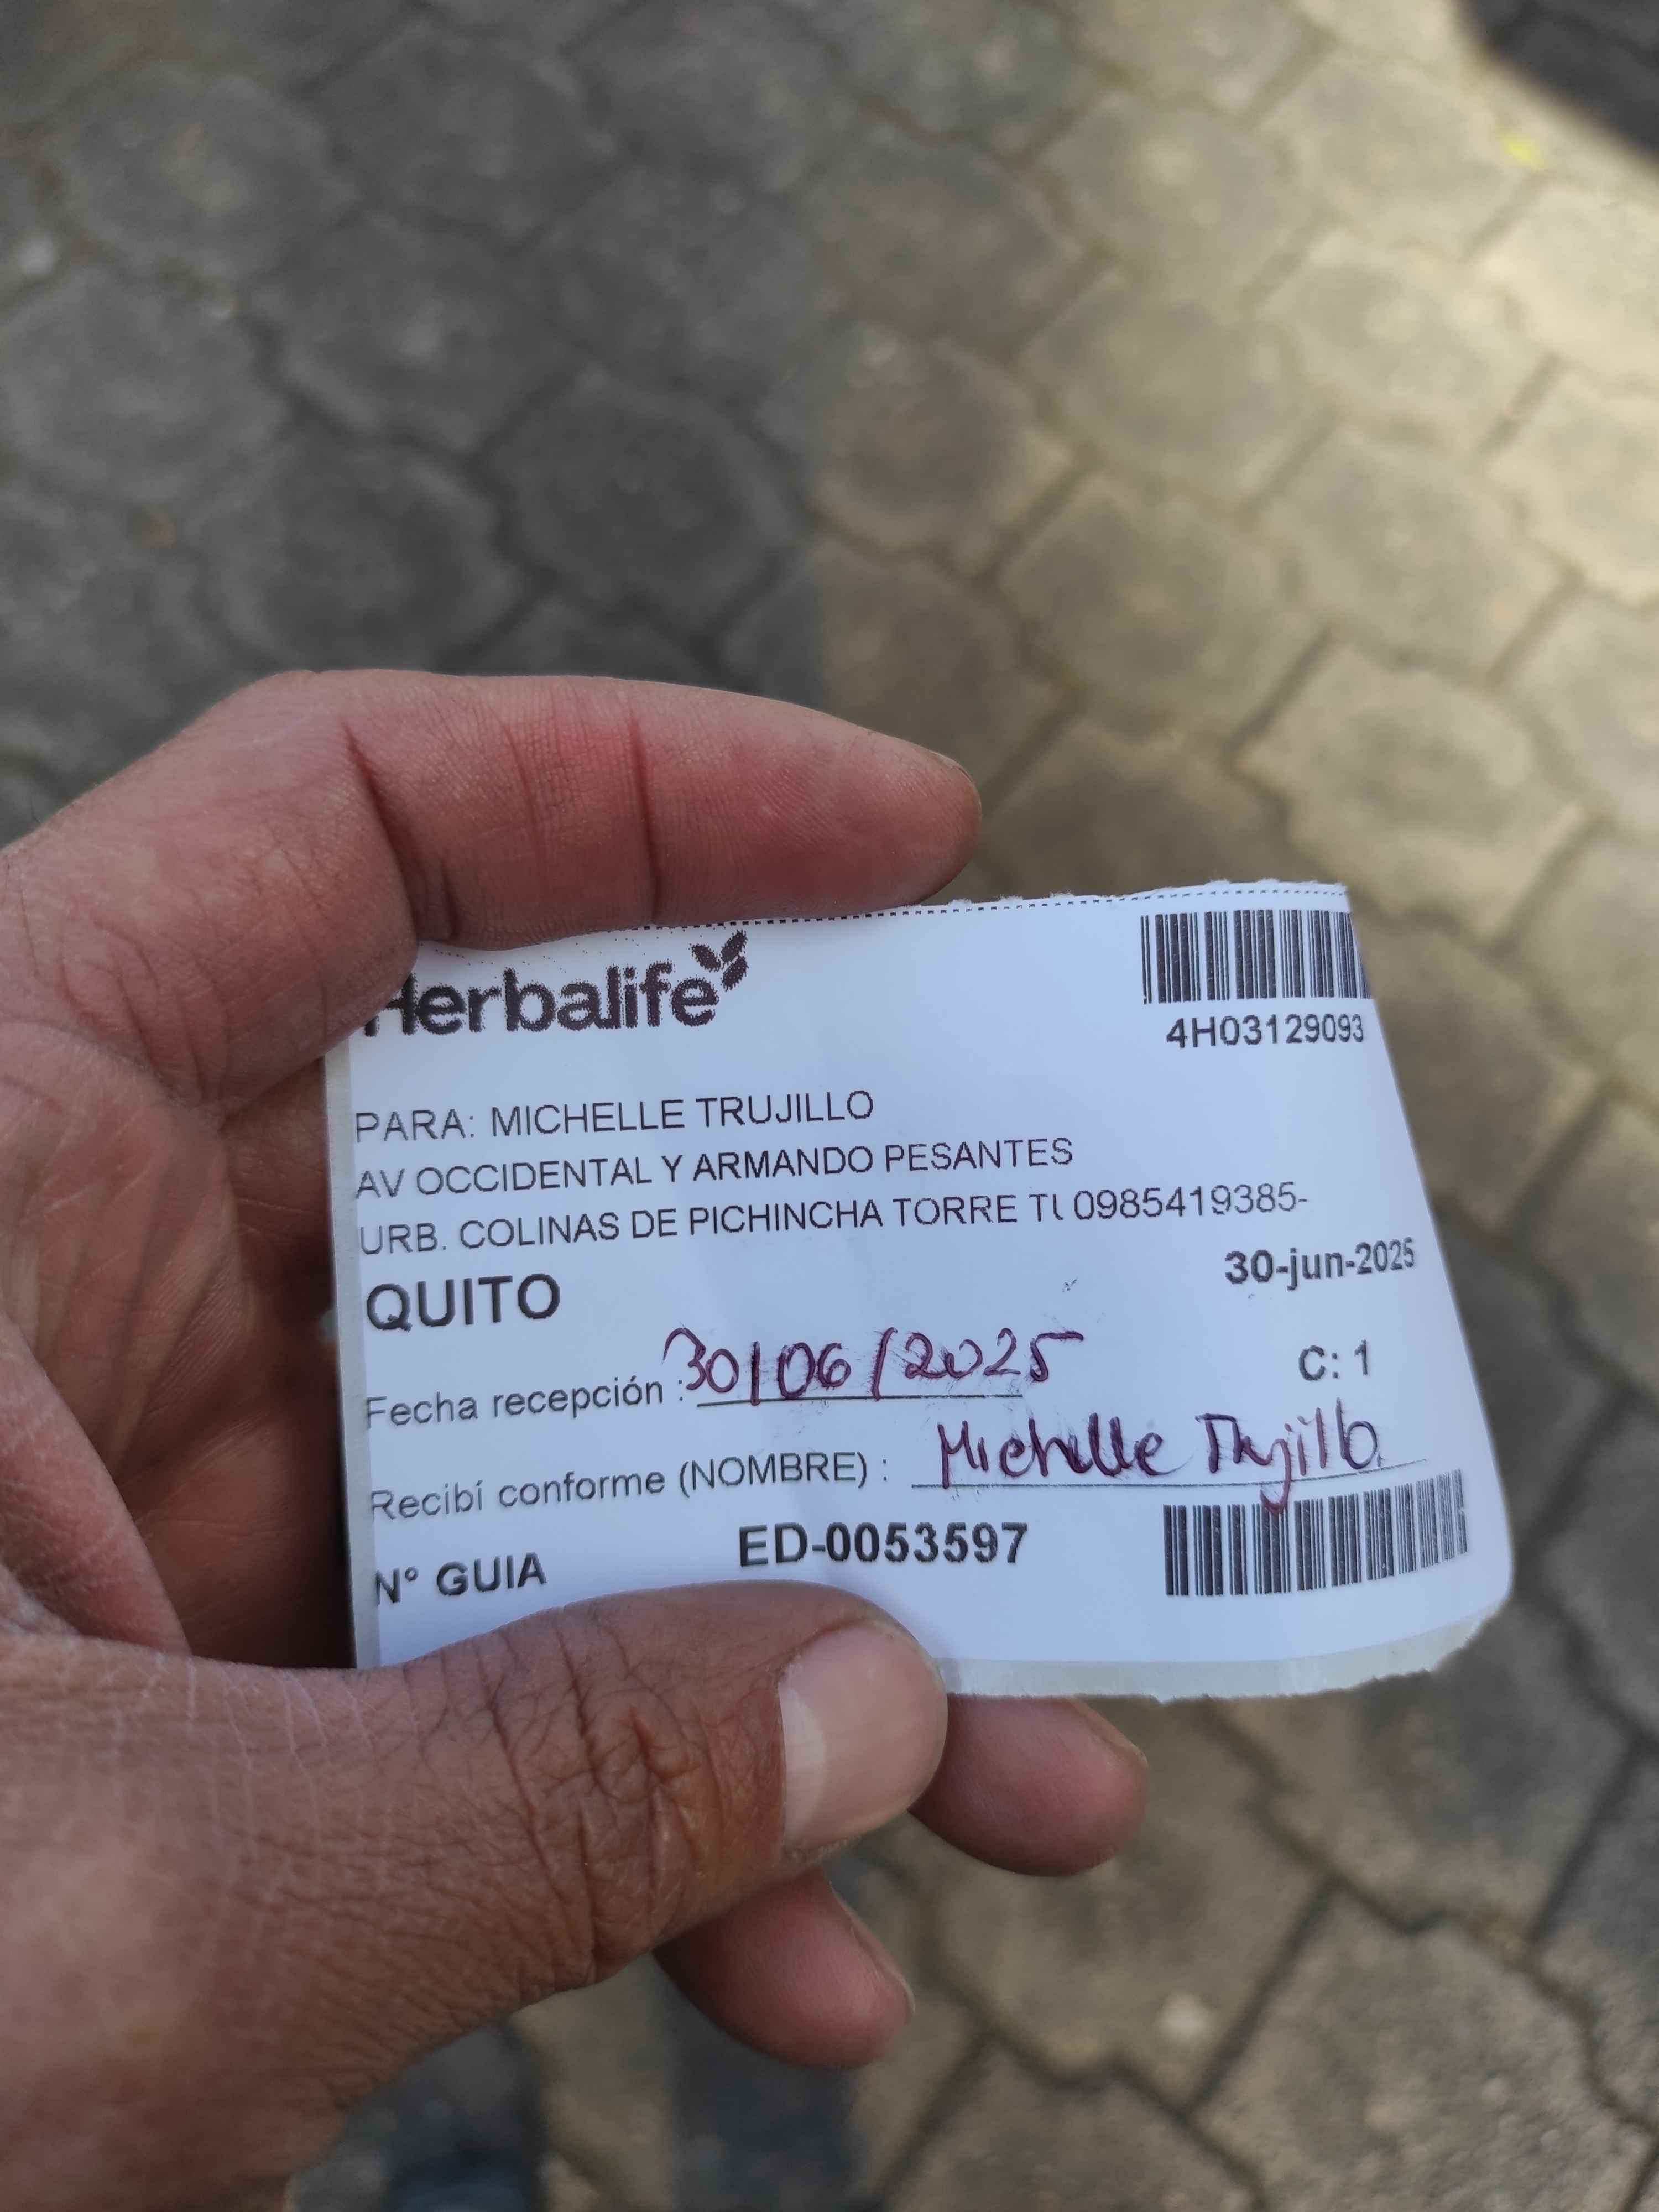 Herbalife
4H03129093
PARA: MICHELLE TRUJILLO
AV OCCIDENTAL Y ARMANDO PESANTES
URB. COLINAS DE PICHINCHA TORRE 0985419385-
QUITO
30-jun-2025
Fecha recepción : 30/06/2025
C: 1
Recibí conforme (NOMBRE) : Michelle Trujillo
N° GUIA ED-0053597